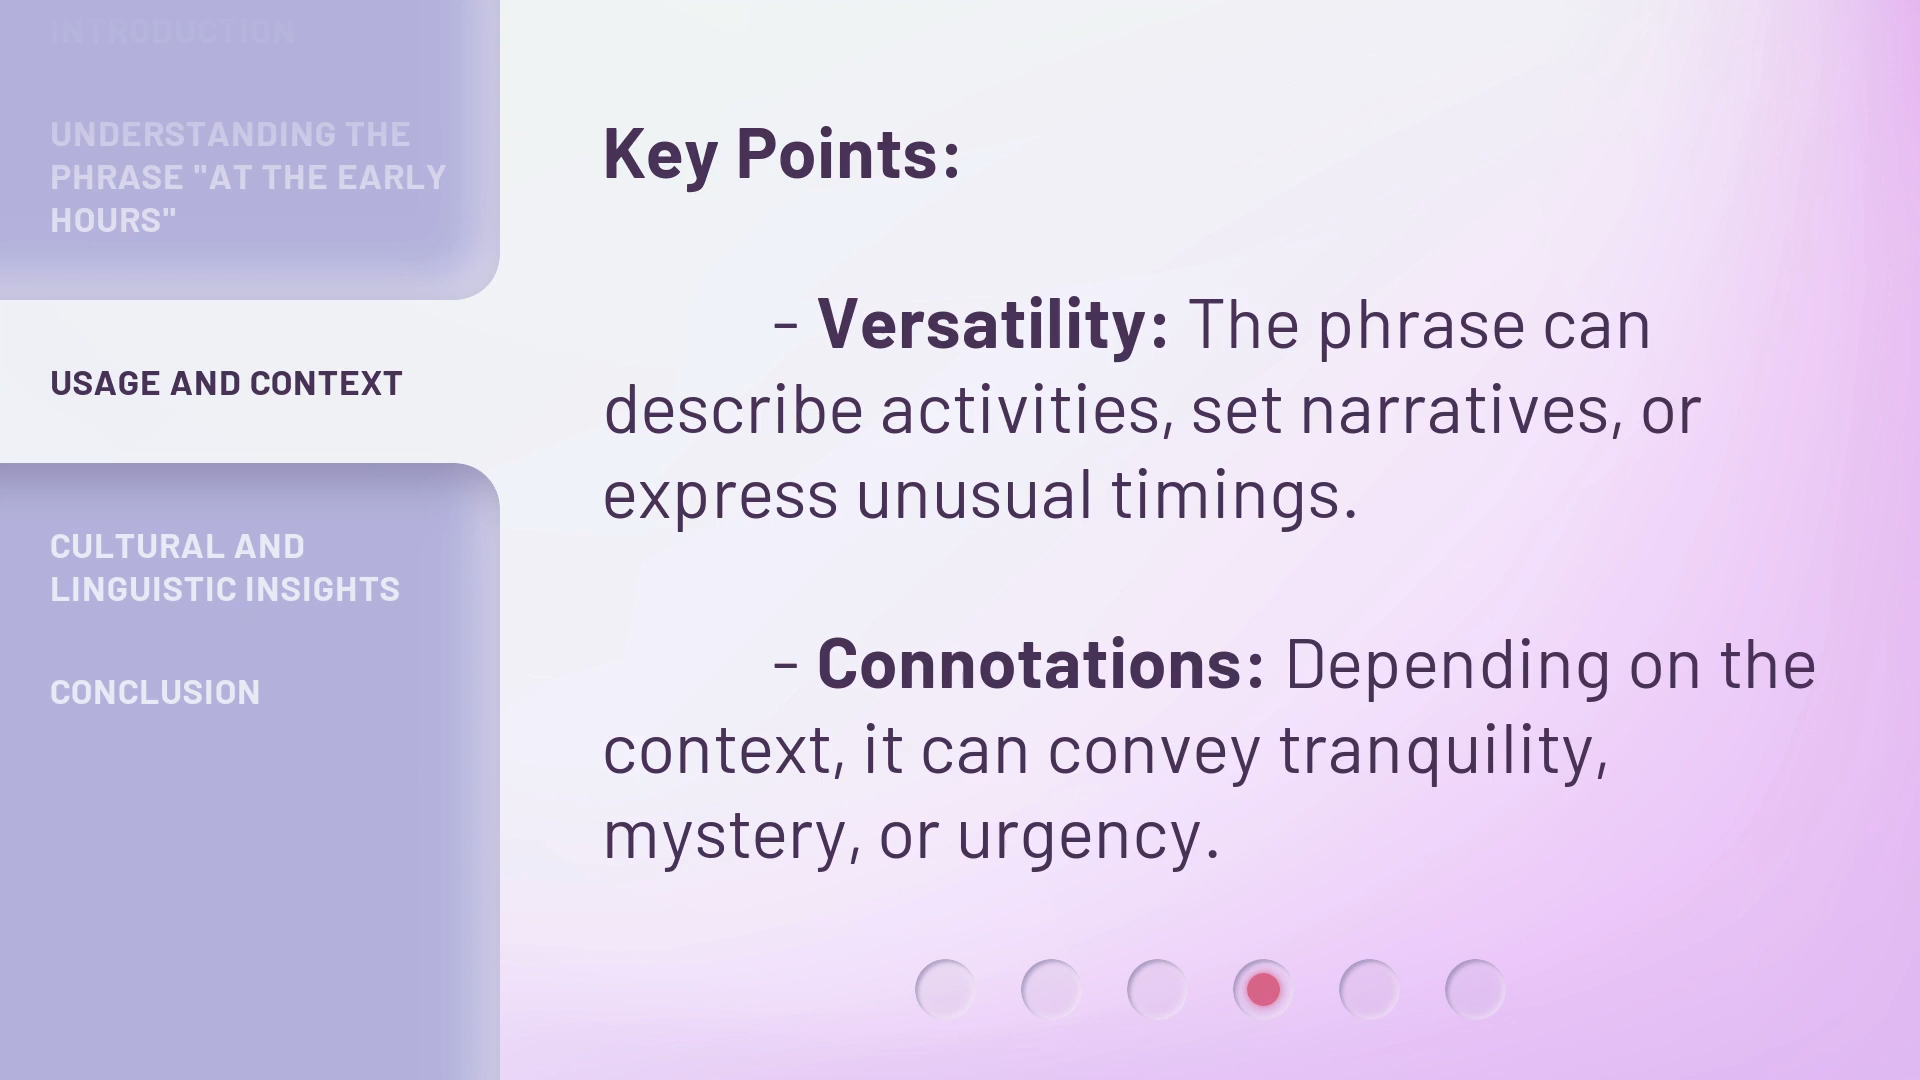 INTRODUCTION
UNDERSTANDING THE
PHRASE "AT THE EARLY
HOURS"
USAGE AND CONTEXT
CULTURAL AND
LINGUISTIC INSIGHTS
CONCLUSION
Key Points:
- Versatility: The phrase can
describe activities, set narratives, or
express unusual timings.
- Connotations: Depending on the
context, it can convey tranquility,
mystery, or urgency.